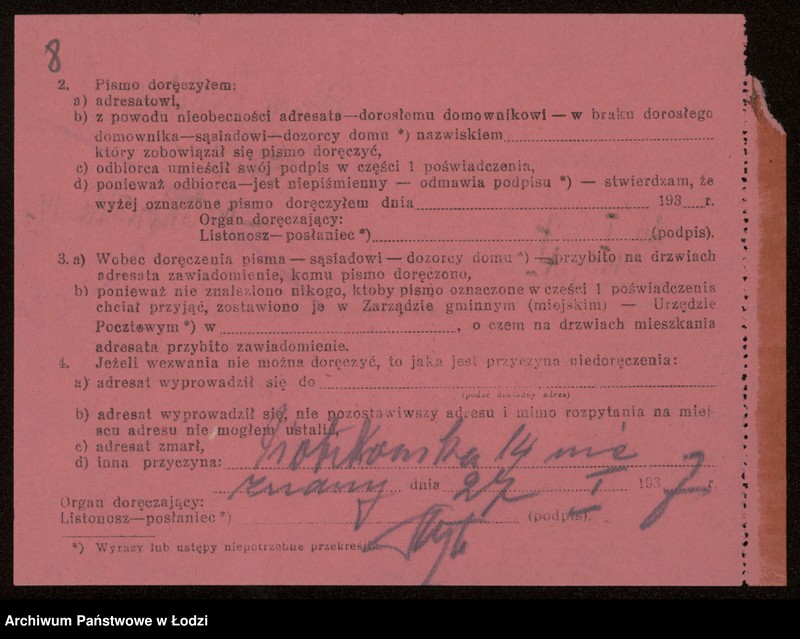 8
2. Pismo doręczyłem:
a) adresatowi,
b) z powodu nieobecności adresata—dorosłemu domownikowi — w braku dorosłego
domownika—sąsiadowi—dozorcy domu *) nazwiskiem
który zobowiązał się pismo doręczyć,
c) odbiorca umieścił swój podpis w części 1 poświadczenia,
d) ponieważ odbiorca—jest niepiśmienny — odmawia podpisu *) — stwierdzam, że
wyżej oznaczone pismo doręczyłem dnia 193 r.
Organ doręczający:
Listonosz—posłaniec *) (podpis).
3. a) Wobec doręczenia pisma — sąsiadowi — dozorcy domu *) — przybito na drzwiach
adresata zawiadomienie, komu pismo doręczono,
b) ponieważ nie znaleziono nikogo, ktoby pismo oznaczone w części 1 poświadczenia
chciał przyjąć, zostawiono je w Zarządzie gminnym (miejskim) — Urzędzie
Pocztowym *) w , o czem na drzwiach mieszkania
adresata przybito zawiadomienie.
4. Jeżeli wezwania nie można doręczyć, to jaka jest przyczyna niedoręczenia:
a) adresat wyprowadził się do
(podać dokładny adres)
b) adresat wyprowadził się, nie pozostawiwszy adresu i mimo rozpytania na miej
scu adresu nie mogłem ustalić,
c) adresat zmarł,
d) inna przyczyna: 14 nie
znany dnia 27 I 1937 r.
Organ doręczający:
Listonosz—posłaniec *) (podpis).
*) Wyrazy lub ustępy niepotrzebne przekreślić.
Archiwum Państwowe w Łodzi